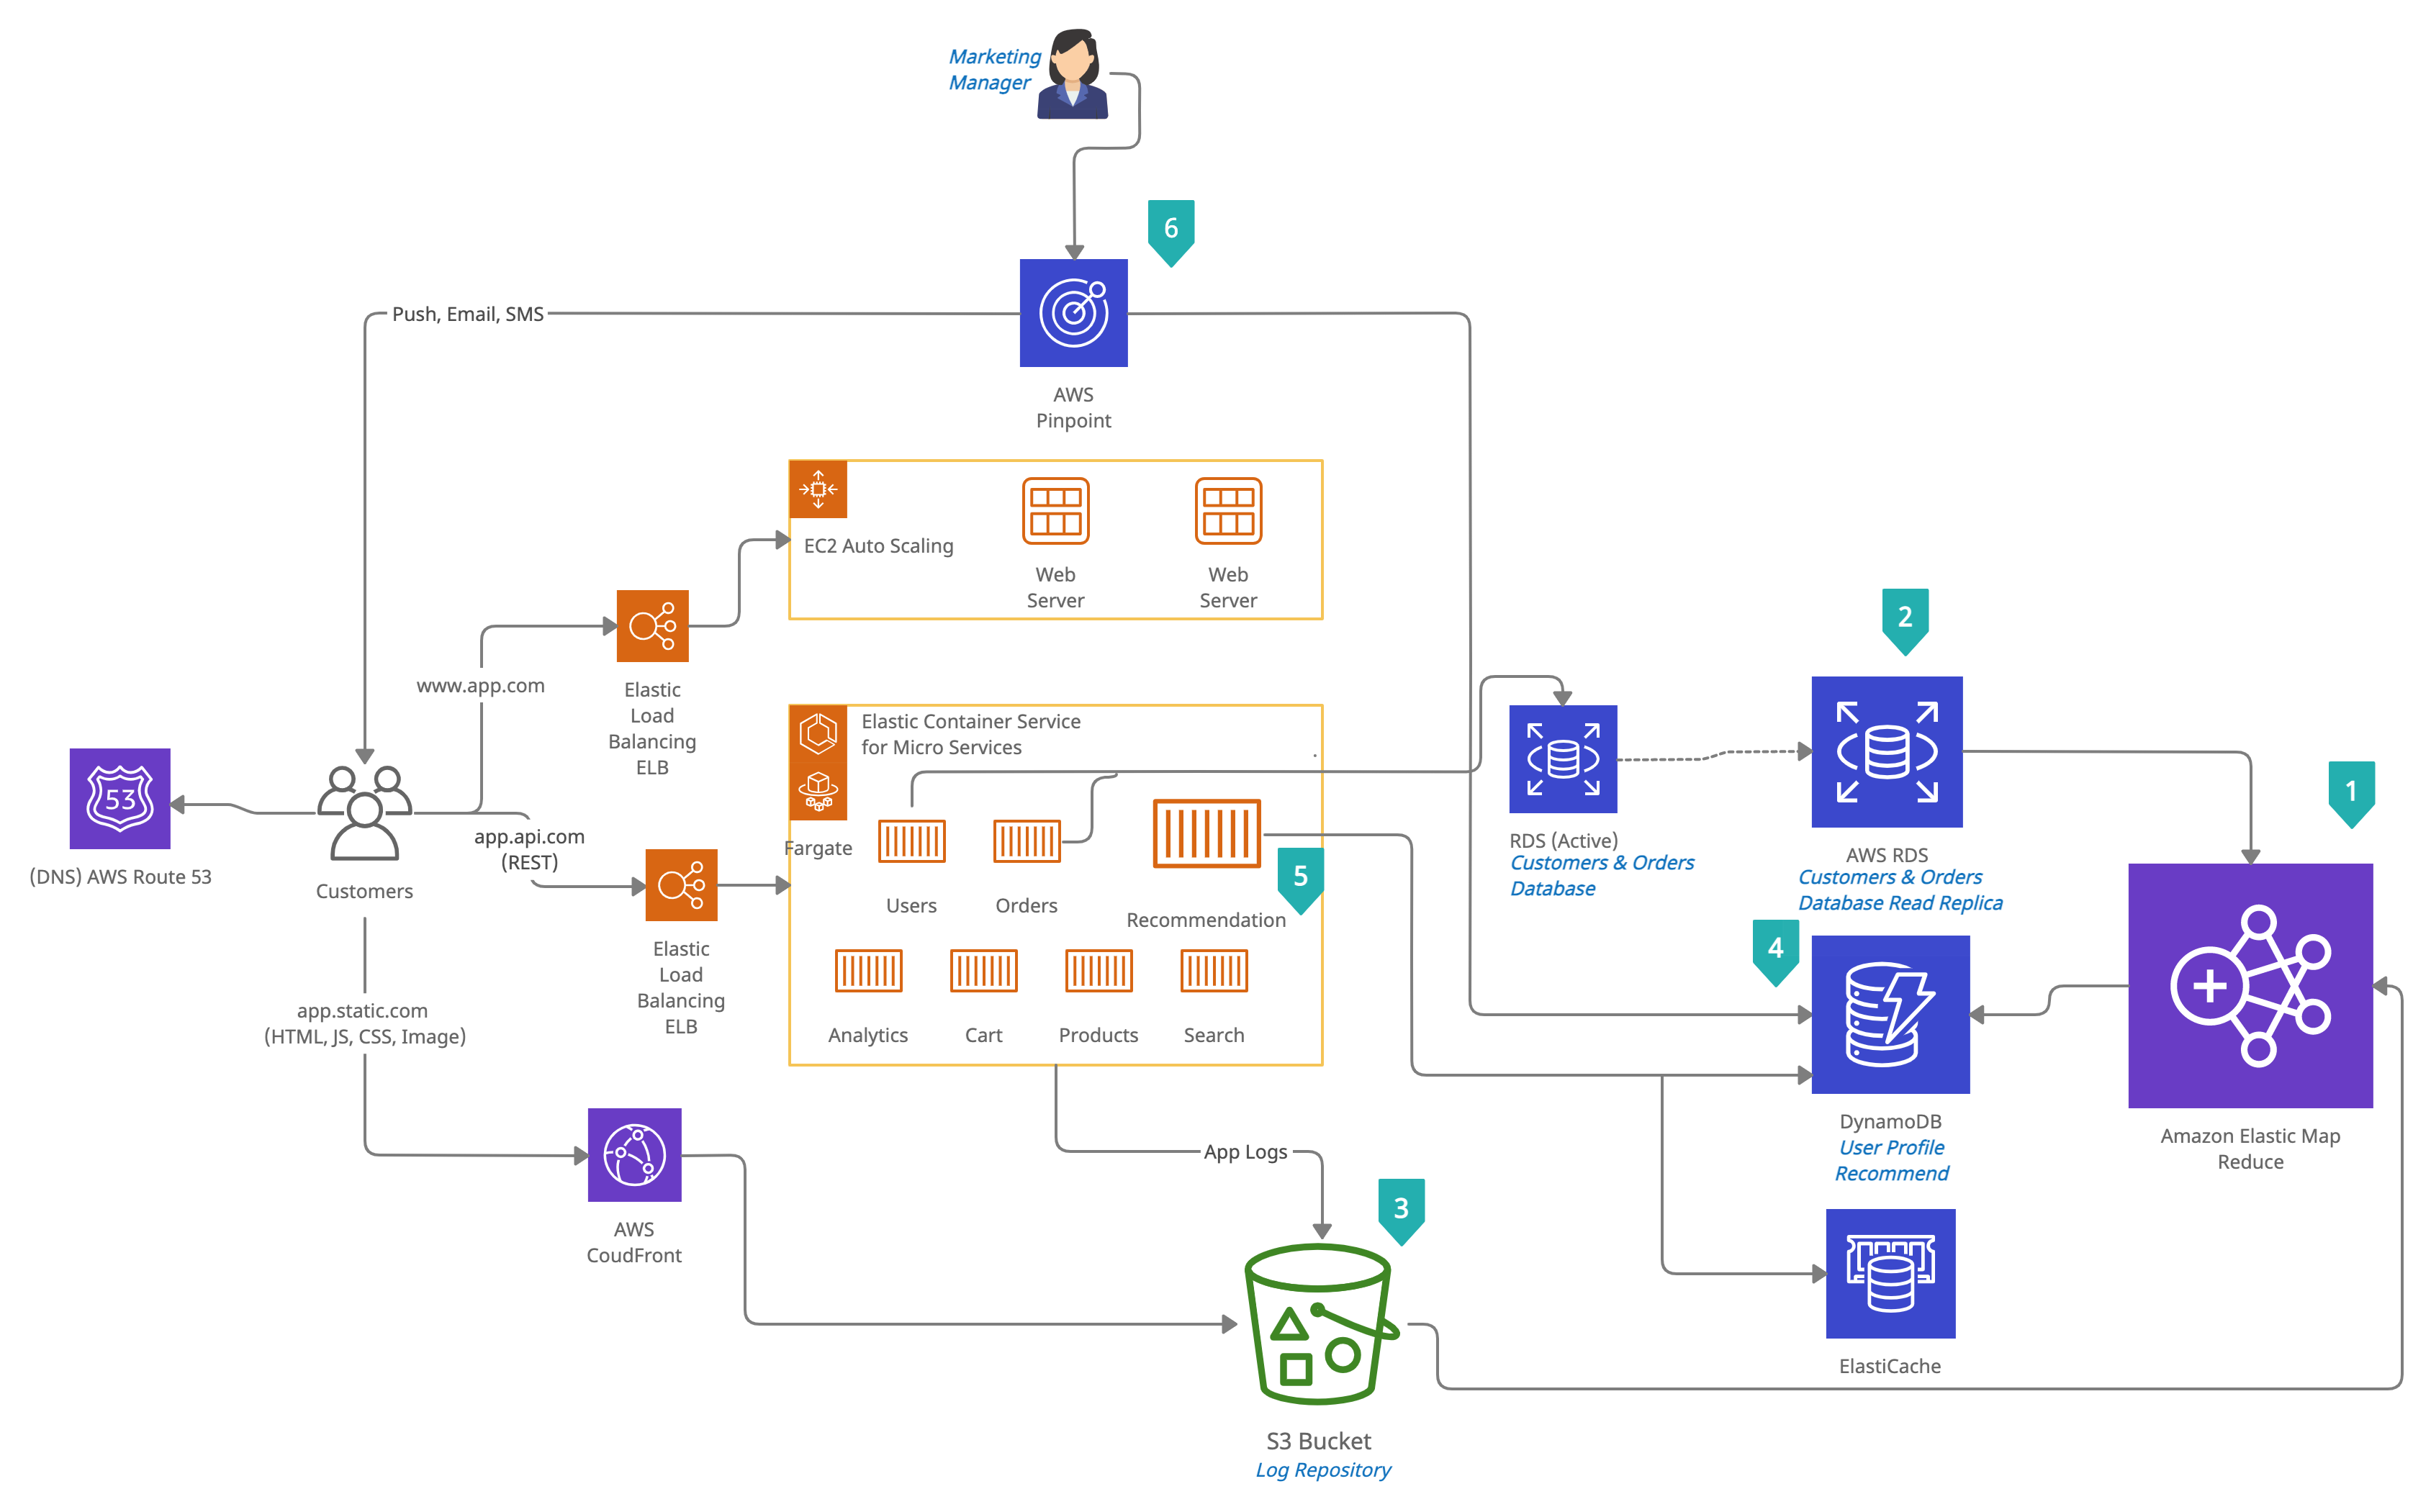 Marketing
Manager
6
Push, Email, SMS
AWS
Pinpoint
EC2 Auto Scaling
Web
Server
Web
Server
2
www.app.com
Elastic
Load
Balancing
ELB
Elastic Container Service
for Micro Services
1
53
app.api.com
(REST)
Fargate
RDS (Active)
Customers & Orders
Database
AWS RDS
Customers & Orders
Database Read Replica
(DNS) AWS Route 53
Customers
5
Users
Orders
Recommendation
4
Elastic
Load
Balancing
ELB
app.static.com
(HTML, JS, CSS, Image)
Analytics
Cart
Products
Search
DynamoDB
User Profile
Recommend
Amazon Elastic Map
Reduce
App Logs
3
AWS
CoudFront
ElastiCache
S3 Bucket
Log Repository